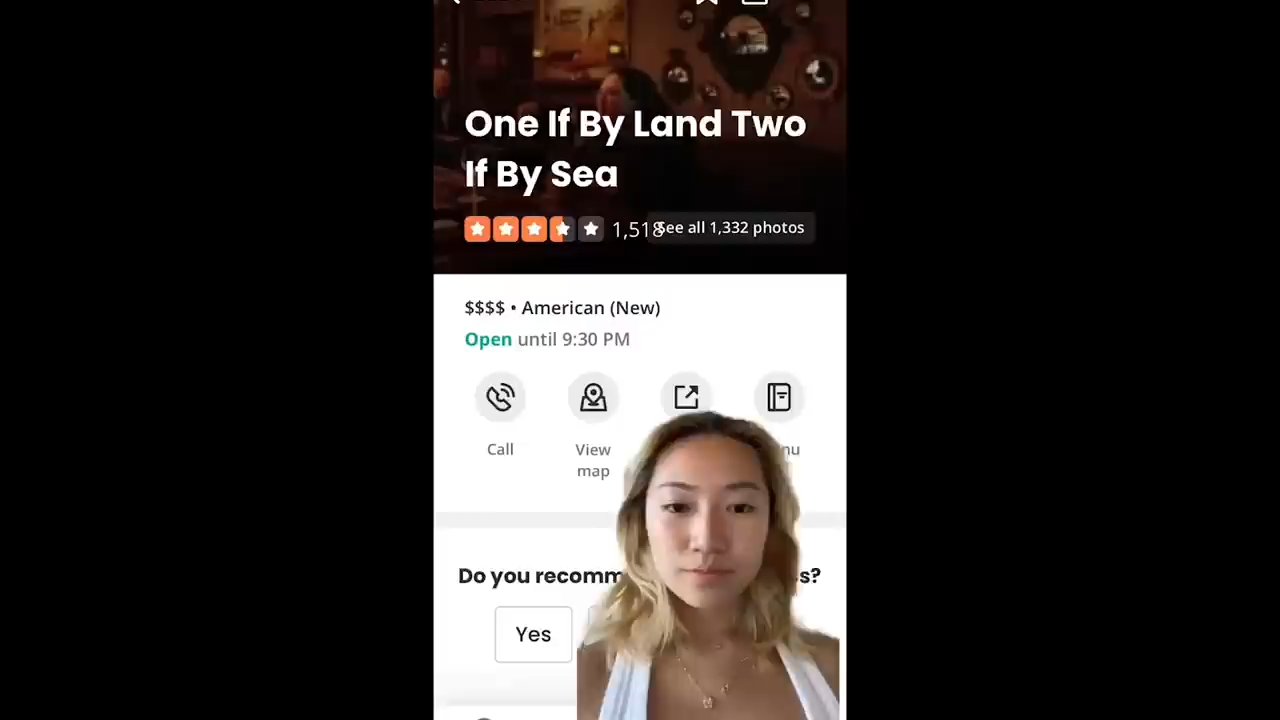 One If By Land Two
If By Sea
1,518
See all 1,332 photos
$$$$ • American (New)
Open until 9:30 PM
Call
View
map
Do you
Yes